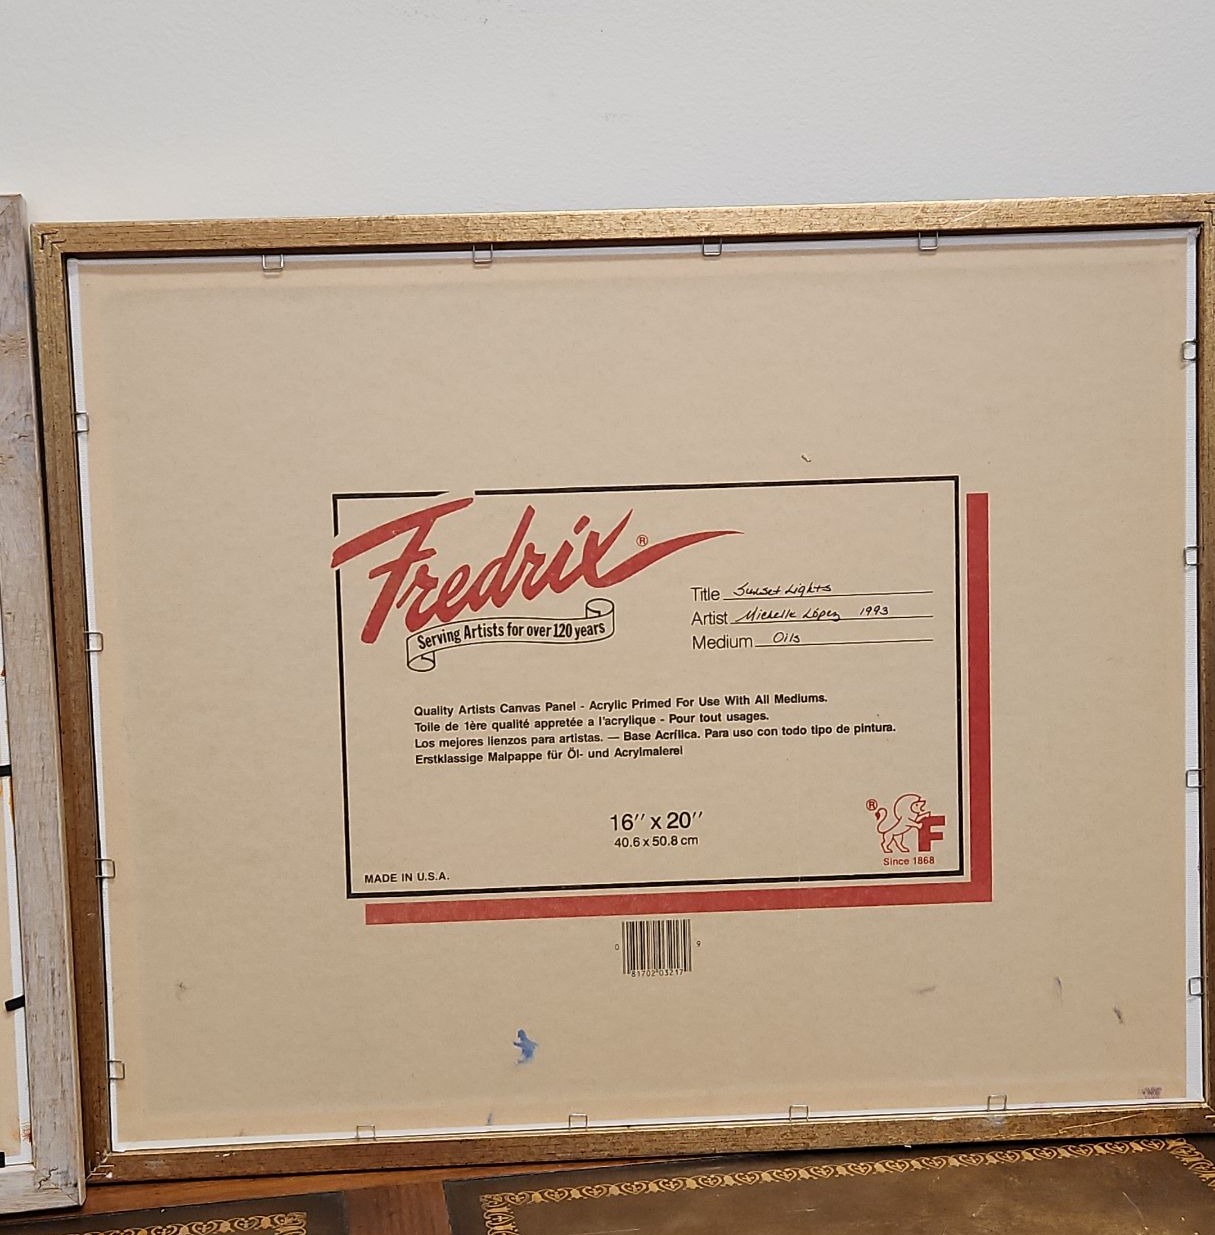 Fredrix®
Serving Artists for over 120 years
Title Sunset Lights
Artist Michelle López 1993
Medium Oils
Quality Artists Canvas Panel - Acrylic Primed For Use With All Mediums.
Toile de 1ère qualité appretée a l'acrylique - Pour tout usages.
Los mejores lienzos para artistas. — Base Acrílica. Para uso con todo tipo de pintura.
Erstklassige Malpappe für Öl- und Acrylmalerei
16" x 20"
40.6 x 50.8 cm
® F
Since 1868
MADE IN U.S.A.
0 81702 03217 9